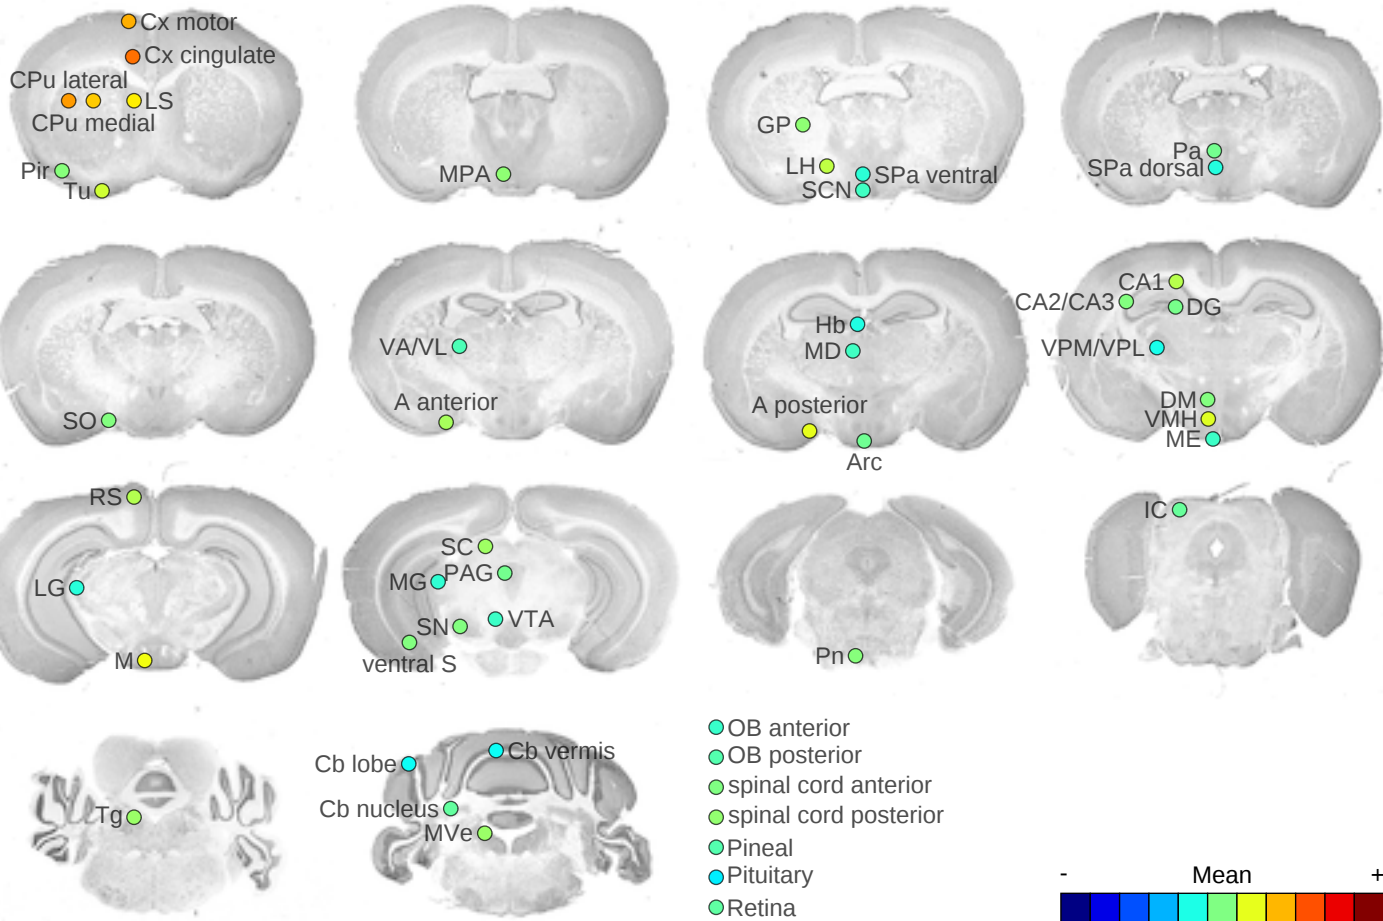 Cx motor
Cx cingulate
CPu lateral
LS
CPu medial
Pir
Tu
MPA
GP
LH
SPa ventral
SCN
Pa
SPa dorsal
SO
VA/VL
A anterior
Hb
MD
A posterior
Arc
CA1
CA2/CA3
DG
VPM/VPL
DM
VMH
ME
RS
LG
M
SC
PAG
MG
VTA
SN
ventral S
Pn
IC
Tg
Cb lobe
Cb vermis
Cb nucleus
MVe
OB anterior
OB posterior
spinal cord anterior
spinal cord posterior
Pineal
Pituitary
Retina
- Mean +